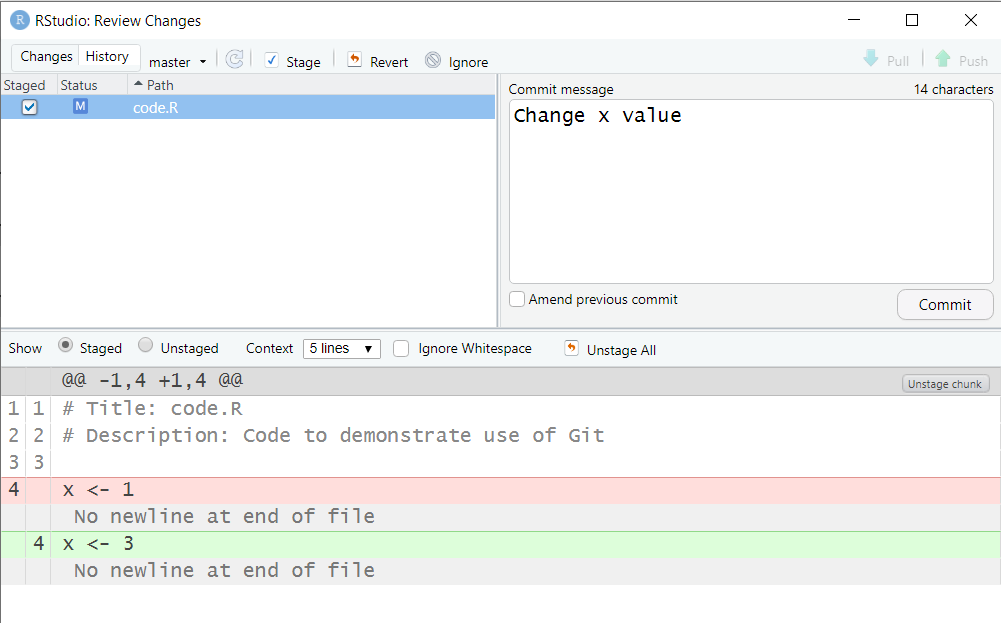 R RStudio: Review Changes
Changes History master Stage Revert Ignore Pull Push
Staged Status Path
M code.R
Commit message 14 characters
Change x value
Amend previous commit Commit
Show Staged Unstaged Context 5 lines Ignore Whitespace Unstage All
@@ -1,4 +1,4 @@ Unstage chunk
1 1 # Title: code.R
2 2 # Description: Code to demonstrate use of Git
3 3
4 x <- 1
No newline at end of file
4 x <- 3
No newline at end of file